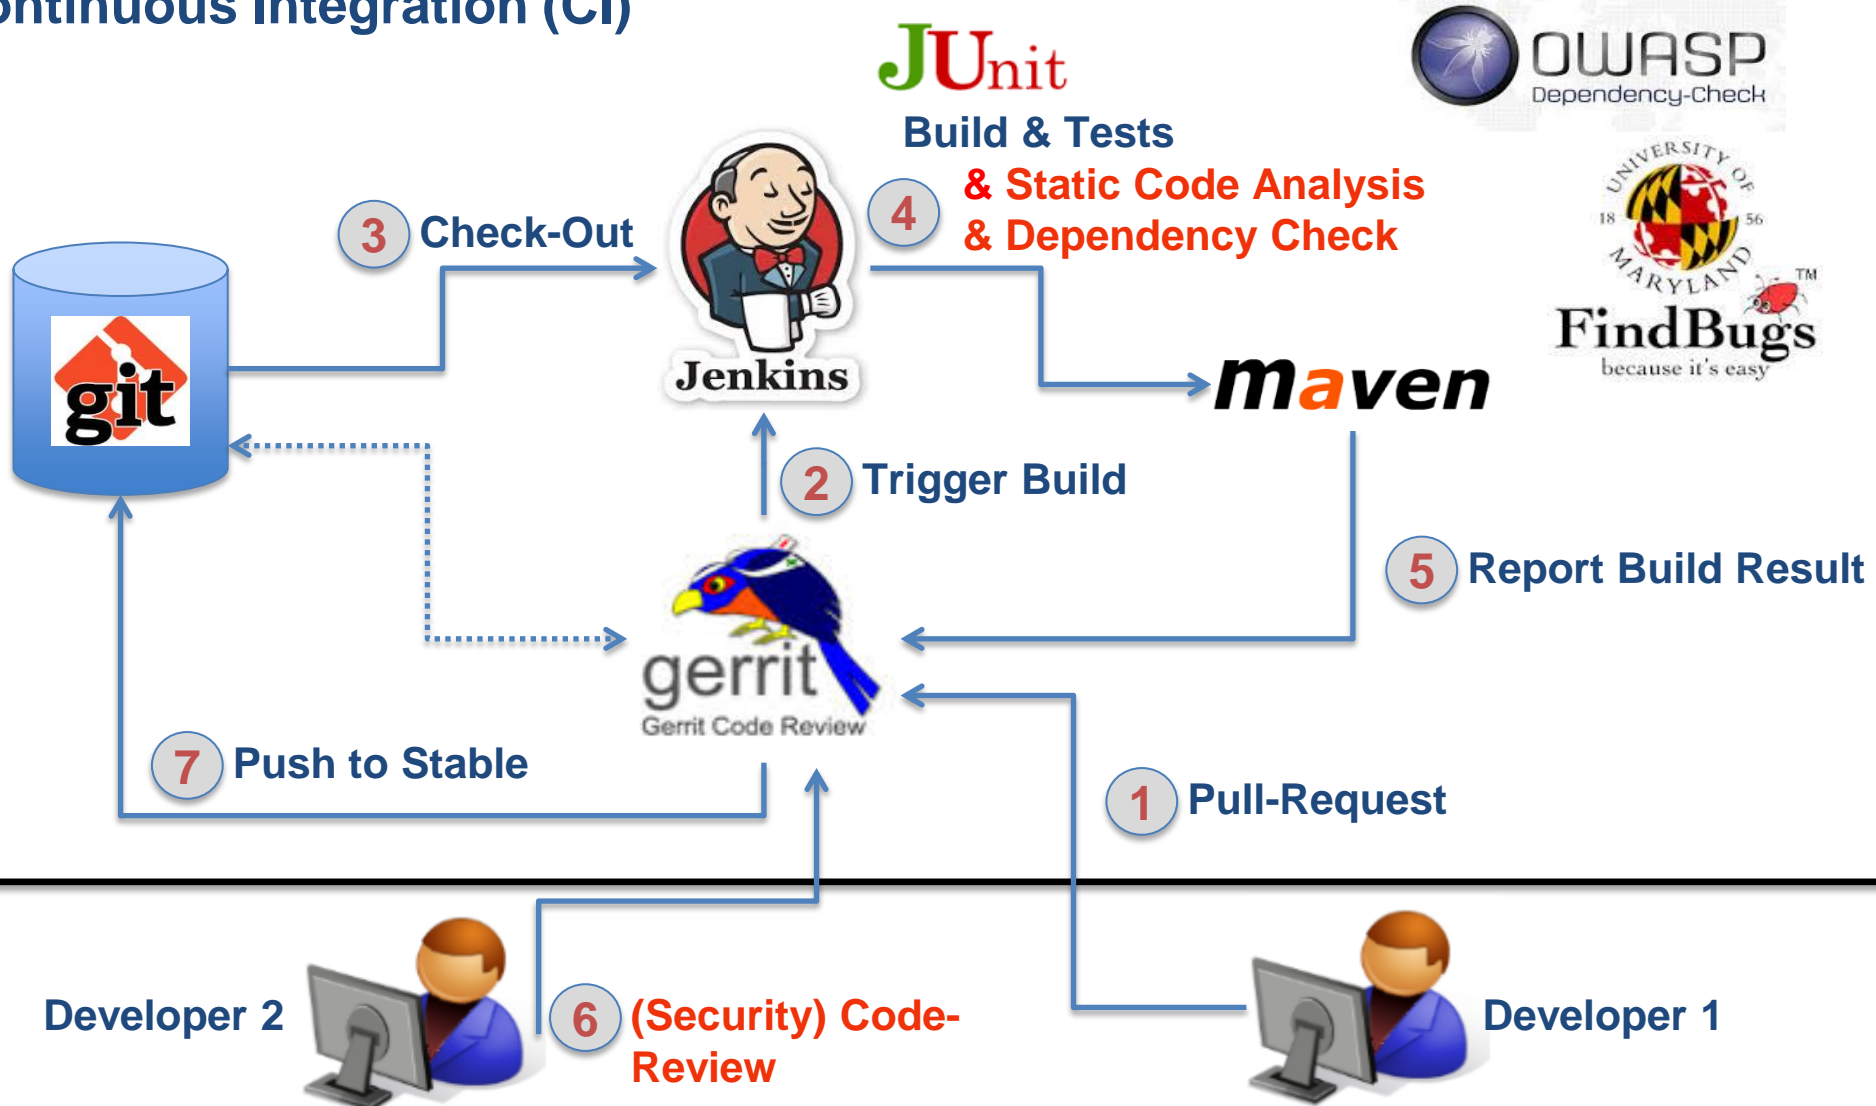 Continuous Integration (CI)
JUnit
OWASP
Dependency-Check
Build & Tests
& Static Code Analysis
& Dependency Check
4
3
Check-Out
UNIVERSITY OF
18 56
MARYLAND
FindBugs
TM
because it's easy
git
Jenkins
maven
2
Trigger Build
5
Report Build Result
gerrit
Gerrit Code Review
7
Push to Stable
1
Pull-Request
Developer 2
6
(Security) Code-
Review
Developer 1